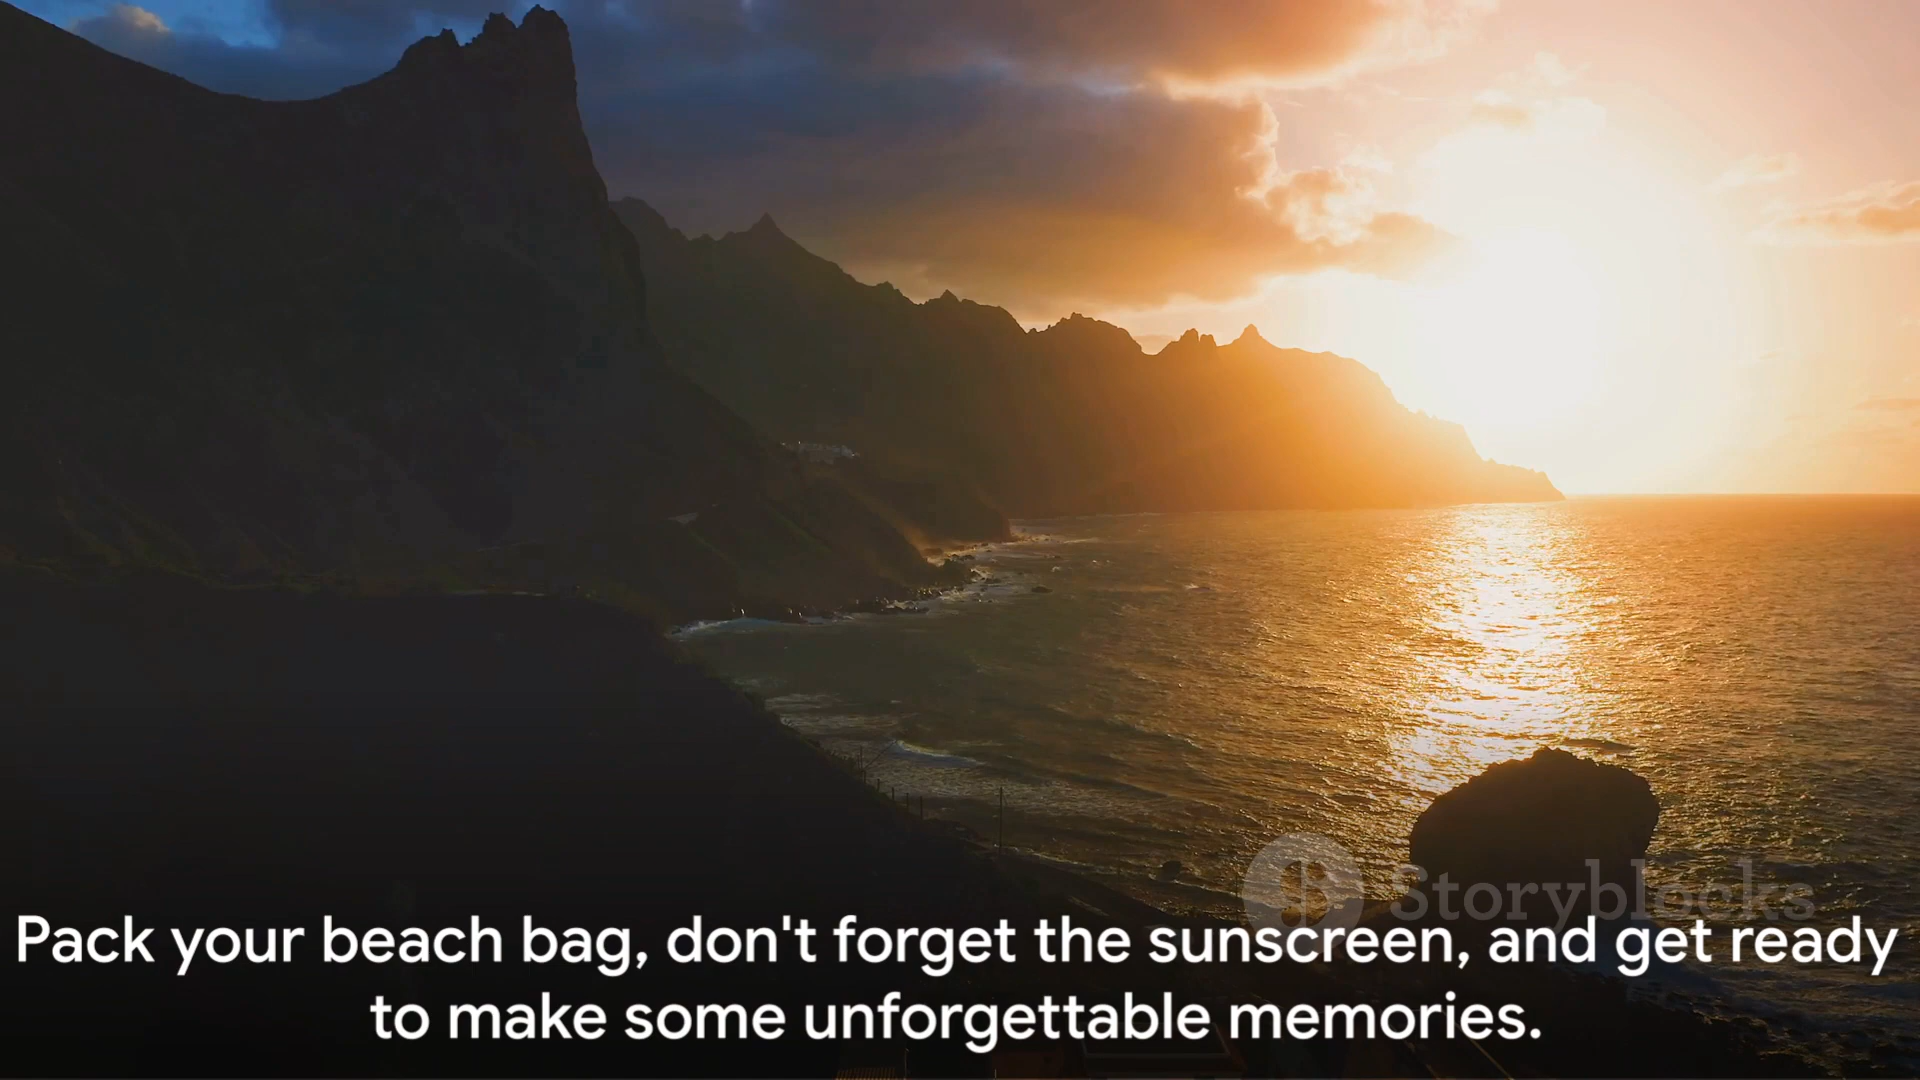 Storyblocks
Pack your beach bag, don't forget the sunscreen, and get ready
to make some unforgettable memories.